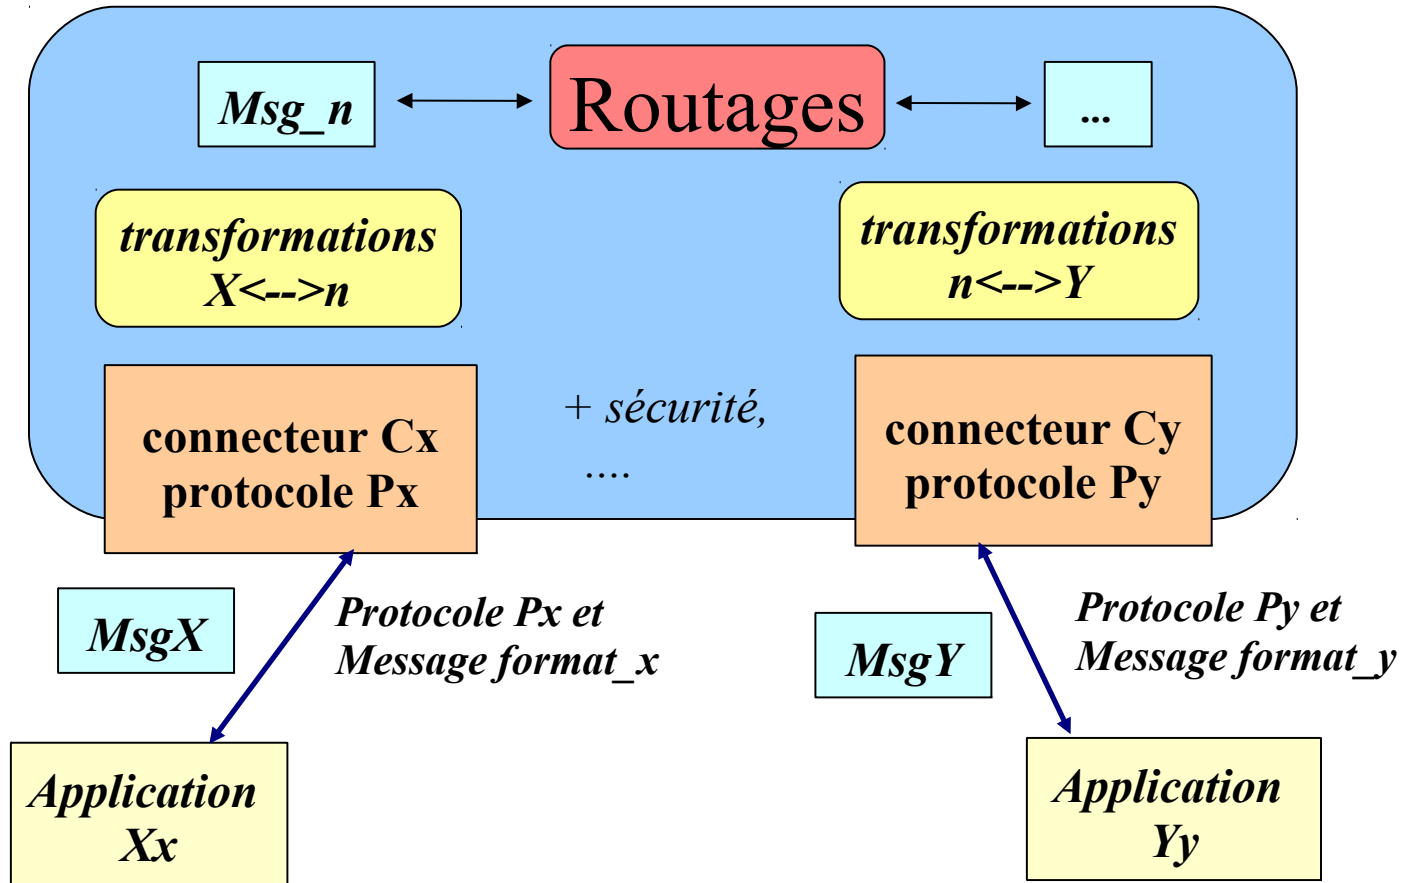 Msg_n
Routages
...
transformations
X<-->n
transformations
n<-->Y
connecteur Cx
protocole Px
+ sécurité,
....
connecteur Cy
protocole Py
MsgX
Protocole Px et
Message format_x
MsgY
Protocole Py et
Message format_y
Application
Xx
Application
Yy